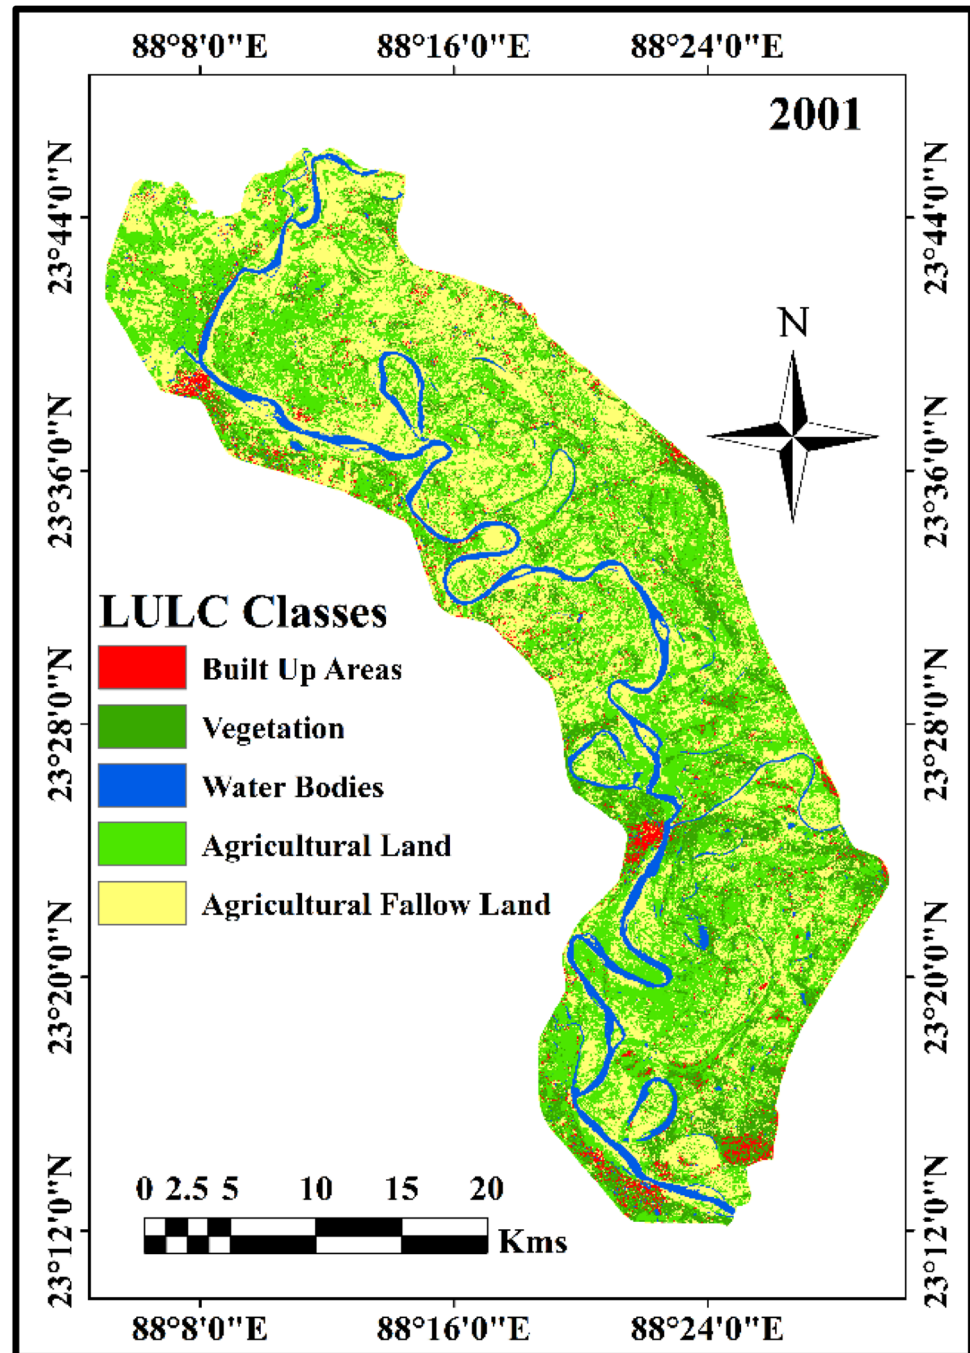 88°8'0"E 88°16'0"E 88°24'0"E
2001
23°44'0"N 23°44'0"N
N
23°36'0"N 23°36'0"N
LULC Classes
Built Up Areas
Vegetation
23°28'0"N 23°28'0"N
Water Bodies
Agricultural Land
Agricultural Fallow Land
23°20'0"N 23°20'0"N
0 2.5 5 10 15 20
Kms
23°12'0"N 23°12'0"N
88°8'0"E 88°16'0"E 88°24'0"E